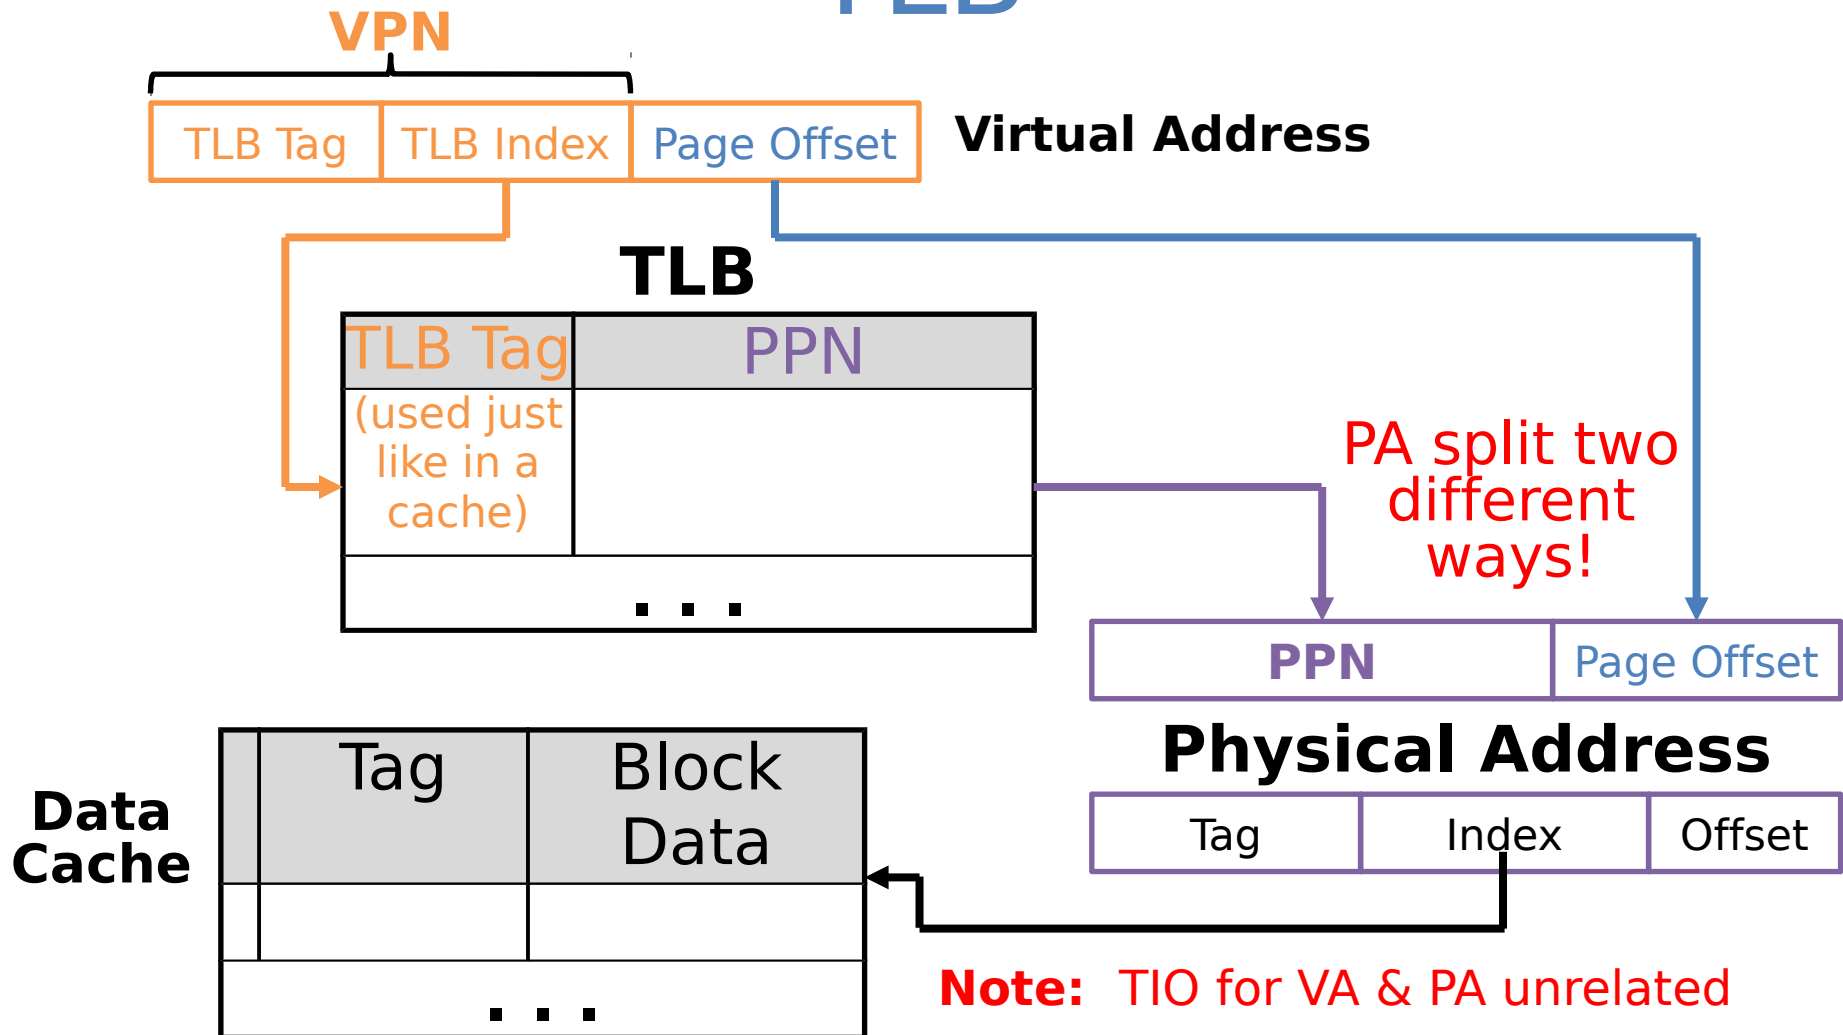 TLB
VPN
TLB Tag TLB Index Page Offset Virtual Address
TLB
TLB Tag PPN
(used just
like in a
cache)
. . .
PA split two
different
ways!
PPN Page Offset
Physical Address
Tag Index Offset
Data
Cache
Tag Block
Data
. . .
Note: TIO for VA & PA unrelated